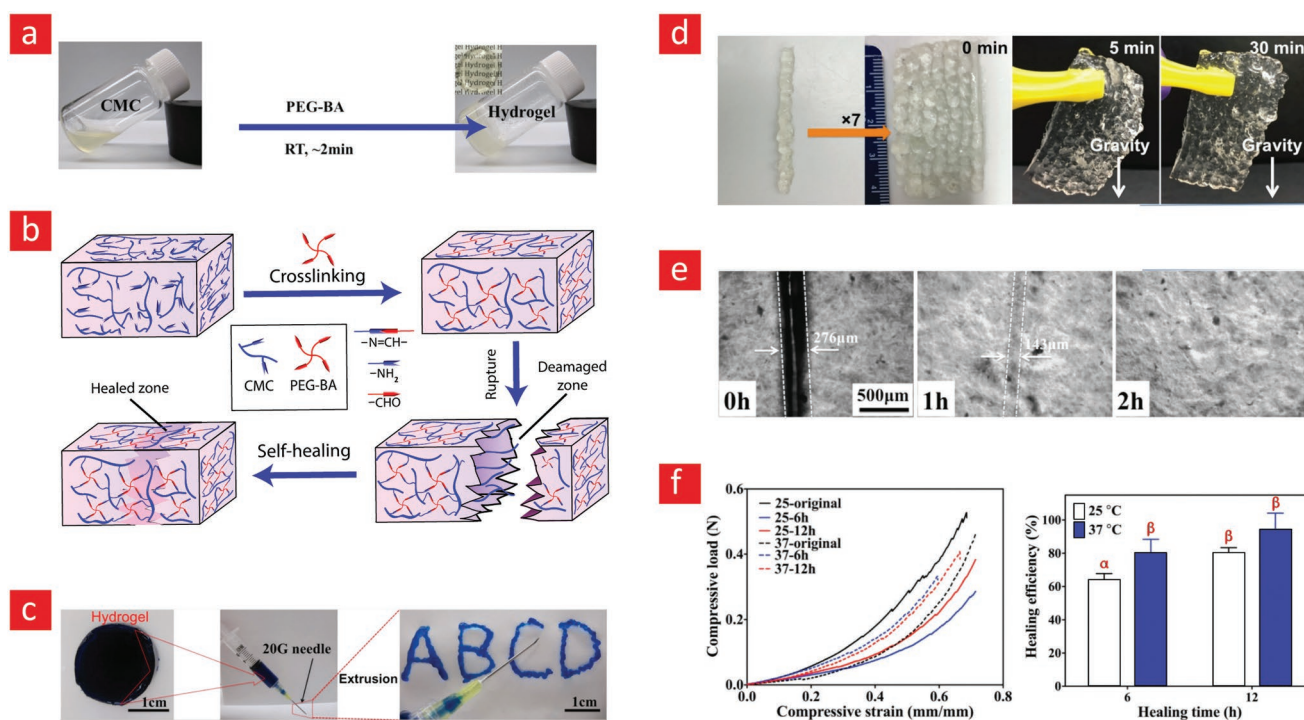 a
CMC
PEG-BA
RT, ~2min
Hydrogel
b
Crosslinking
CMC
PEG-BA
–N=CH–
–NH2
–CHO
Rupture
Deamaged
zone
Healed zone
Self-healing
c
Hydrogel
1cm
20G needle
Extrusion
ABCD
1cm
d
×7
0 min
5 min
Gravity
30 min
Gravity
e
276μm
0h
500μm
143μm
1h
2h
f
Compressive load (N)
0.6
0.4
0.2
0.0
25-original
25-6h
25-12h
37-original
37-6h
37-12h
0.0
0.2
0.4
0.6
0.8
Compressive strain (mm/mm)
Healing efficiency (%)
100
80
60
40
20
0
25 °C
37 °C
α
β
β
β
6
12
Healing time (h)